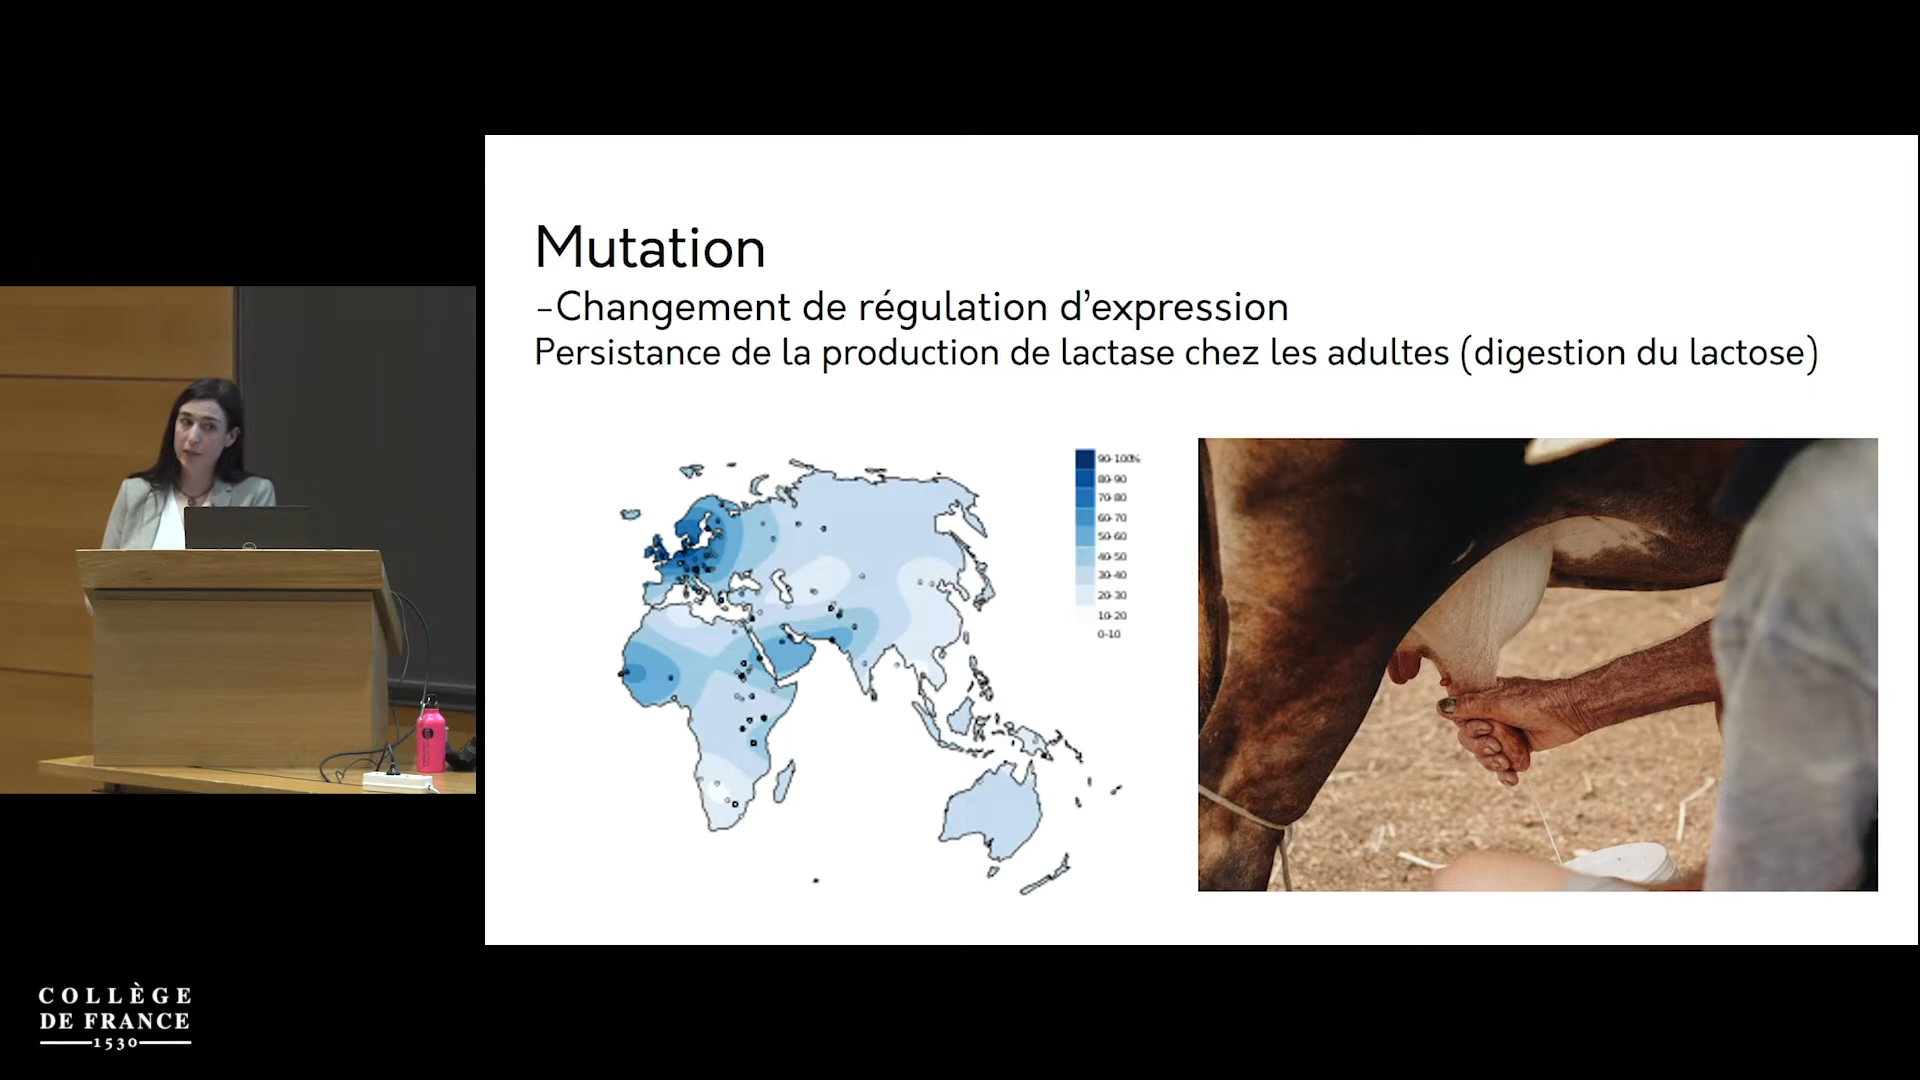 Mutation
-Changement de régulation d'expression
Persistance de la production de lactase chez les adultes (digestion du lactose)
90-100%
80-90
70-80
60-70
50-60
40-50
30-40
20-30
10-20
0-10
COLLÈGE
DE FRANCE
1530